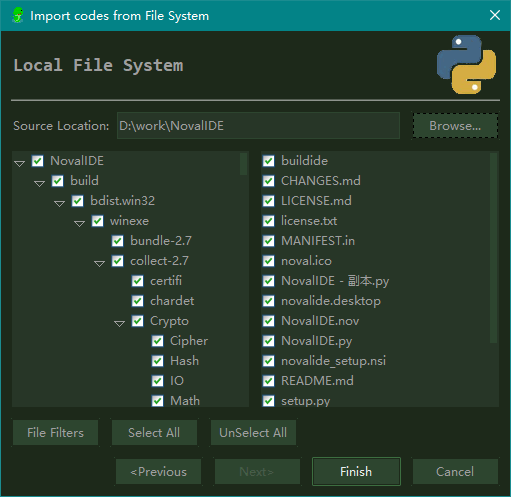 Import codes from File System
Local File System
Source Location: D:\work\NovalIDE Browse...
NovalIDE
build
bdist.win32
winexe
bundle-2.7
collect-2.7
certifi
chardet
Crypto
Cipher
Hash
IO
Math
buildide
CHANGES.md
LICENSE.md
license.txt
MANIFEST.in
noval.ico
NovalIDE - 副本.py
novalide.desktop
NovalIDE.nov
NovalIDE.py
novalide_setup.nsi
README.md
setup.py
File Filters Select All UnSelect All
<Previous Next> Finish Cancel